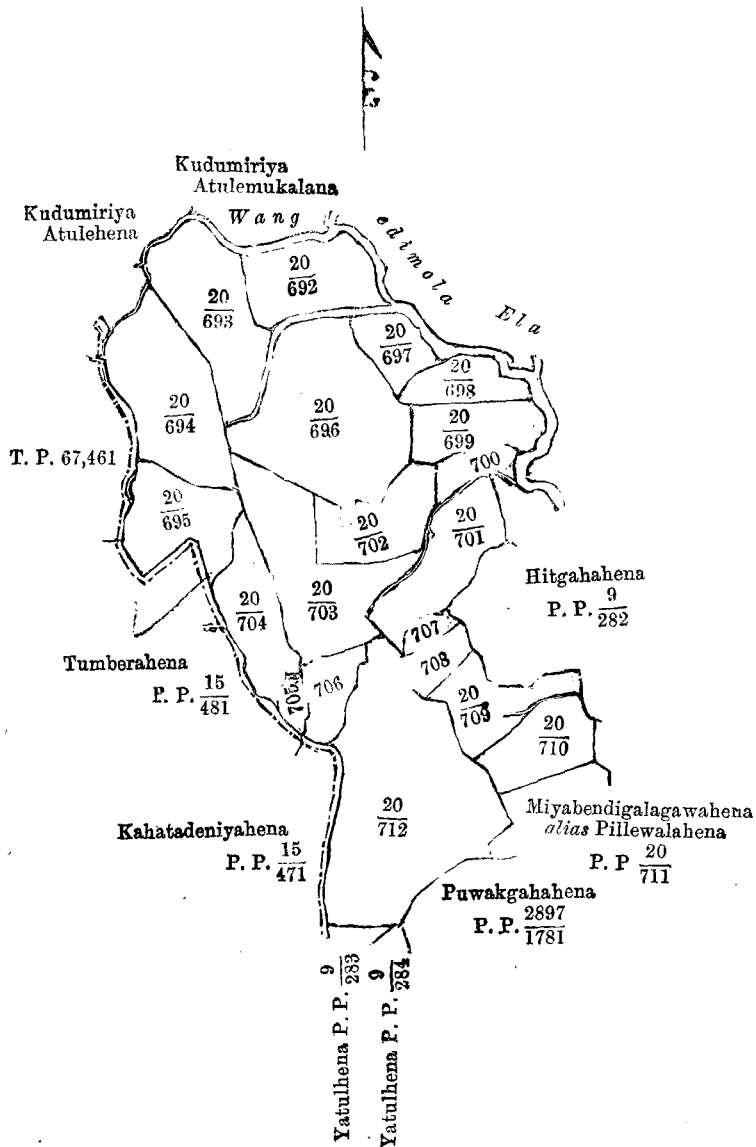 Kudumiriya
Atulemukalana
Kudumiriya
Atulehena
Wang
edimola
Ela
20
692
20
693
20
697
20
698
20
694
20
696
20
699
T. P. 67,461
700
20
695
20
702
20
701
Hitgahahena
P. P. 9
282
20
704
20
703
707
708
Tumberahena
P. P. 15
481
705
706
20
709
20
710
20
712
Kahatadeniyahena
P. P. 15
471
Miyabendigalagawahena
alias Pillewalahena
P. P 20
711
Puwakgahahena
P. P. 2897
1781
Yatulhena P. P. 9
283
Yatulhena P. P. 9
284